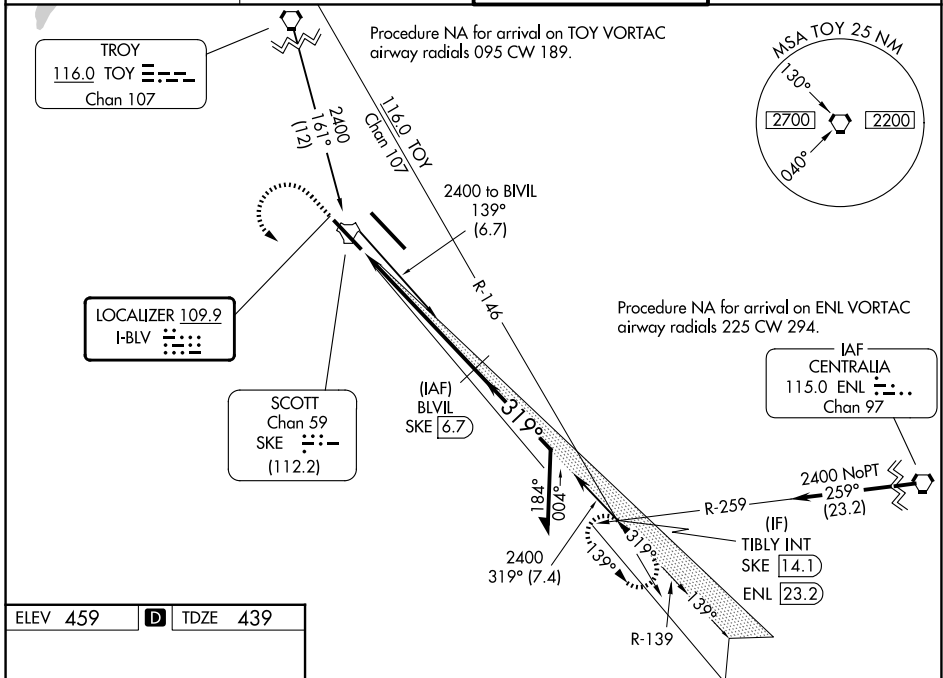 TROY
116.0 TOY
Chan 107
Procedure NA for arrival on TOY VORTAC
airway radials 095 CW 189.
MSA TOY 25 NM
130°
2700
2200
040°
2400
161°
(12)
116.0 TOY
Chan 107
2400 to BIVIL
139°
(6.7)
R-146
LOCALIZER 109.9
I-BLV
Procedure NA for arrival on ENL VORTAC
airway radials 225 CW 294.
IAF
CENTRALIA
115.0 ENL
Chan 97
SCOTT
Chan 59
SKE
(112.2)
(IAF)
BLVIL
SKE 6.7
319°
184°
004°
2400 NoPT
259°
(23.2)
R-259
(IF)
TIBLY INT
SKE 14.1
ENL 23.2
2400
319° (7.4)
319°
139°
139°
R-139
ELEV 459 D TDZE 439